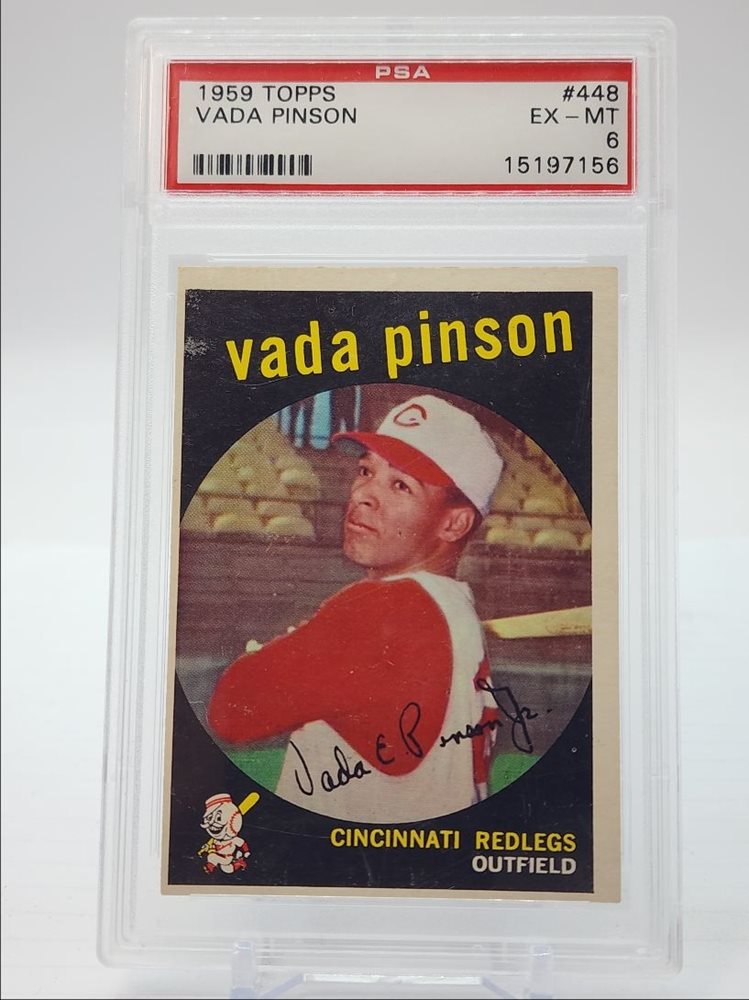 PSA
1959 TOPPS #448
VADA PINSON EX - MT
6
15197156
vada pinson
C
Vada E Pinson Jr.
CINCINNATI REDLEGS
OUTFIELD